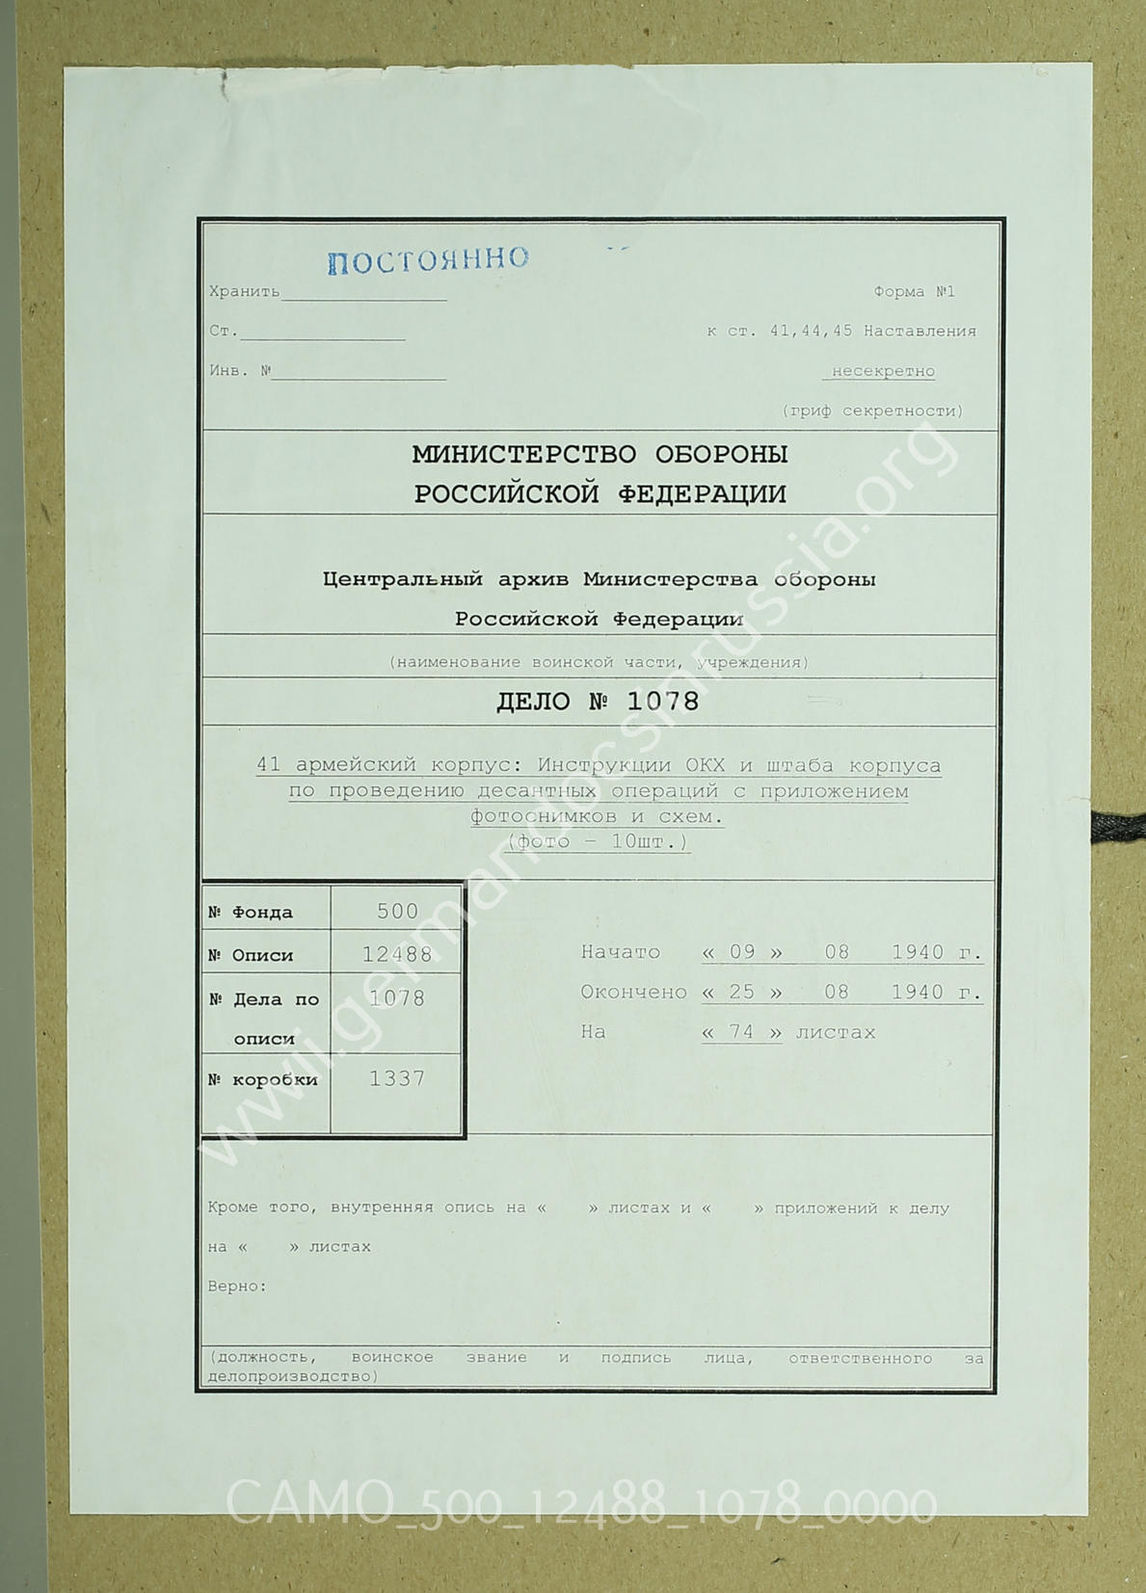 ПОСТОЯННО
Хранить
Форма №1
Ст.
к ст. 41,44,45 Наставления
Инв. №
несекретно
(гриф секретности)
МИНИСТЕРСТВО ОБОРОНЫ
РОССИЙСКОЙ ФЕДЕРАЦИИ
Центральный архив Министерства обороны
Российской Федерации
(наименование воинской части, учреждения)
ДЕЛО № 1078
41 армейский корпус: Инструкции ОКХ и штаба корпуса
по проведению десантных операций с приложением
фотоснимков и схем.
(фото - 10шт.)
№ Фонда 500
№ Описи 12488
№ Дела по описи 1078
№ коробки 1337
Начато « 09 » 08 1940 г.
Окончено « 25 » 08 1940 г.
На « 74 » листах
Кроме того, внутренняя опись на « » листах и « » приложений к делу
на « » листах
Верно:
(должность, воинское звание и подпись лица, ответственного за
делопроизводство)
wwii.germandocsinrussia.org
CAMO_500_12488_1078_0000